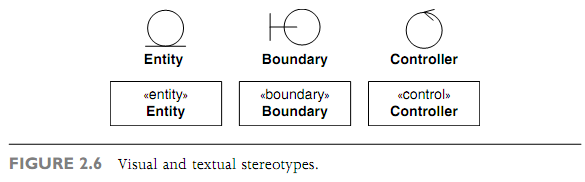 Entity Boundary Controller
«entity» «boundary» «control»
Entity Boundary Controller
FIGURE 2.6 Visual and textual stereotypes.